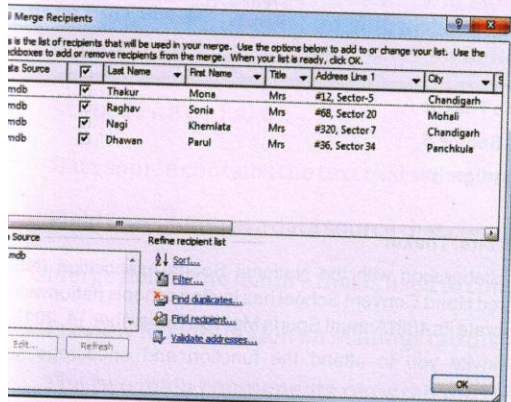 l Merge Recipients
s is the list of recipients that will be used in your merge. Use the options below to add to or change your list. Use the
eckboxes to add or remove recipients from the merge. When your list is ready, click OK.
ata Source Last Name First Name Title Address Line 1 City S
mdb Thakur Mona Mrs #12, Sector-5 Chandigarh
mdb Raghav Sonia Mrs #68, Sector 20 Mohali
mdb Nagi Khemlata Mrs #320, Sector 7 Chandigarh
mdb Dhawan Parul Mrs #36, Sector 34 Panchkula
a Source Refine recipient list
mdb
Sort...
Filter...
Find duplicates...
Find recipient...
Validate addresses...
Edit... Refresh
OK